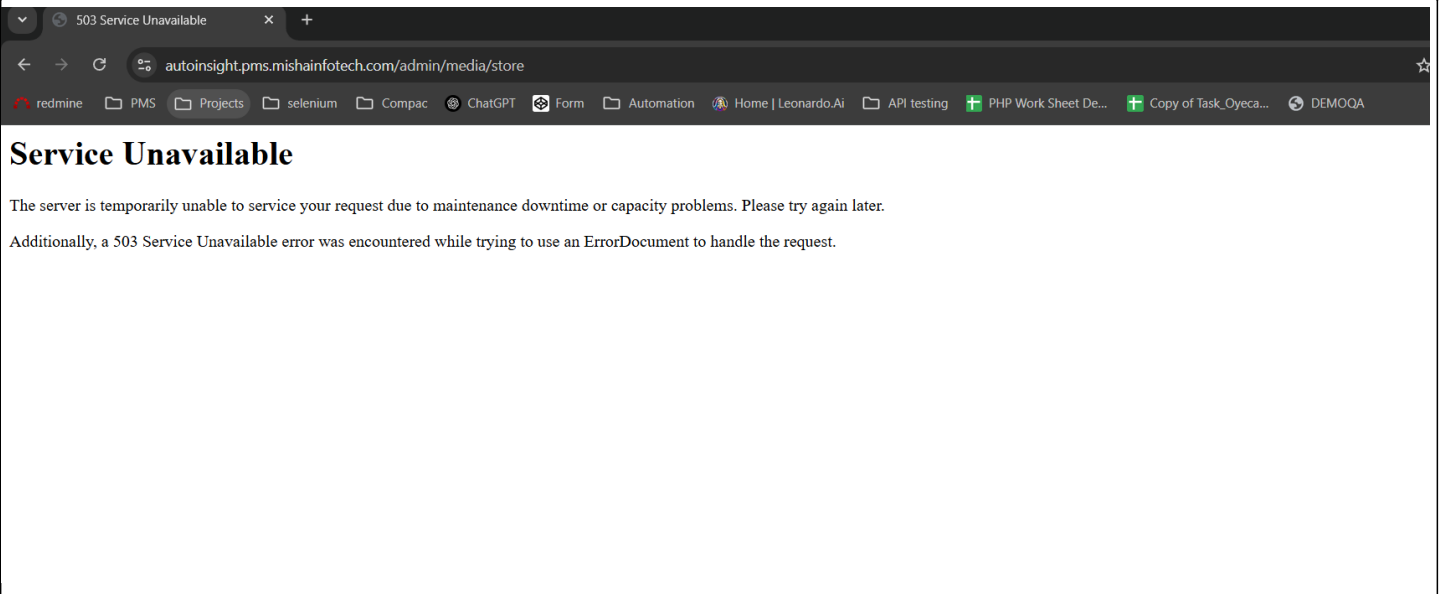 503 Service Unavailable
autoinsight.pms.mishainfotech.com/admin/media/store
redmine PMS Projects selenium Compac ChatGPT Form Automation Home | Leonardo.Ai API testing PHP Work Sheet De... Copy of Task_Oyeca... DEMOQA
Service Unavailable
The server is temporarily unable to service your request due to maintenance downtime or capacity problems. Please try again later.
Additionally, a 503 Service Unavailable error was encountered while trying to use an ErrorDocument to handle the request.